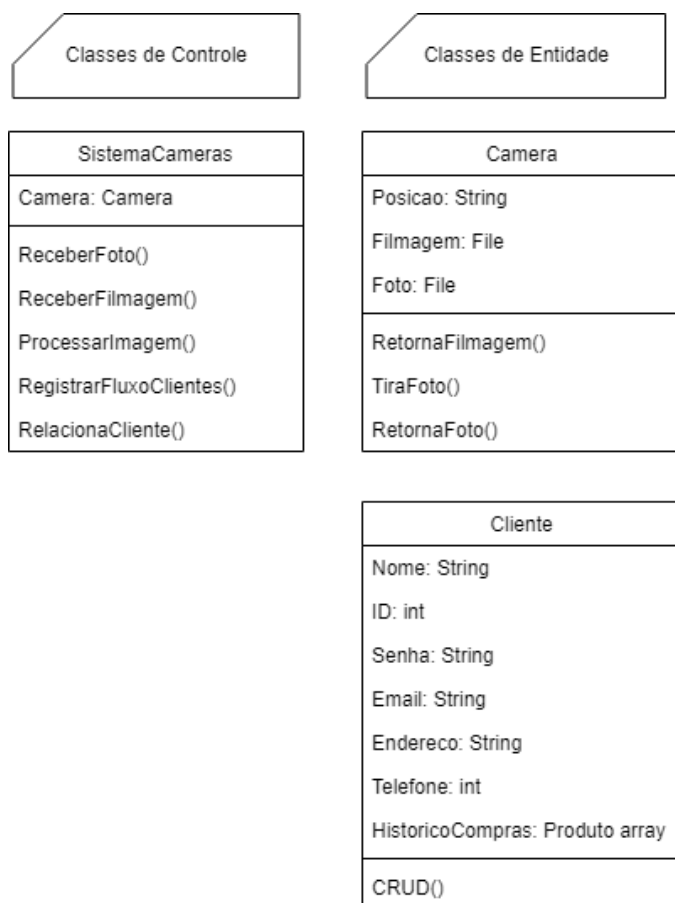 Classes de Controle
Classes de Entidade
SistemaCameras
Camera: Camera
ReceberFoto()
ReceberFilmagem()
ProcessarImagem()
RegistrarFluxoClientes()
RelacionaCliente()
Camera
Posicao: String
Filmagem: File
Foto: File
RetornaFilmagem()
TiraFoto()
RetornaFoto()
Cliente
Nome: String
ID: int
Senha: String
Email: String
Endereco: String
Telefone: int
HistoricoCompras: Produto array
CRUD()